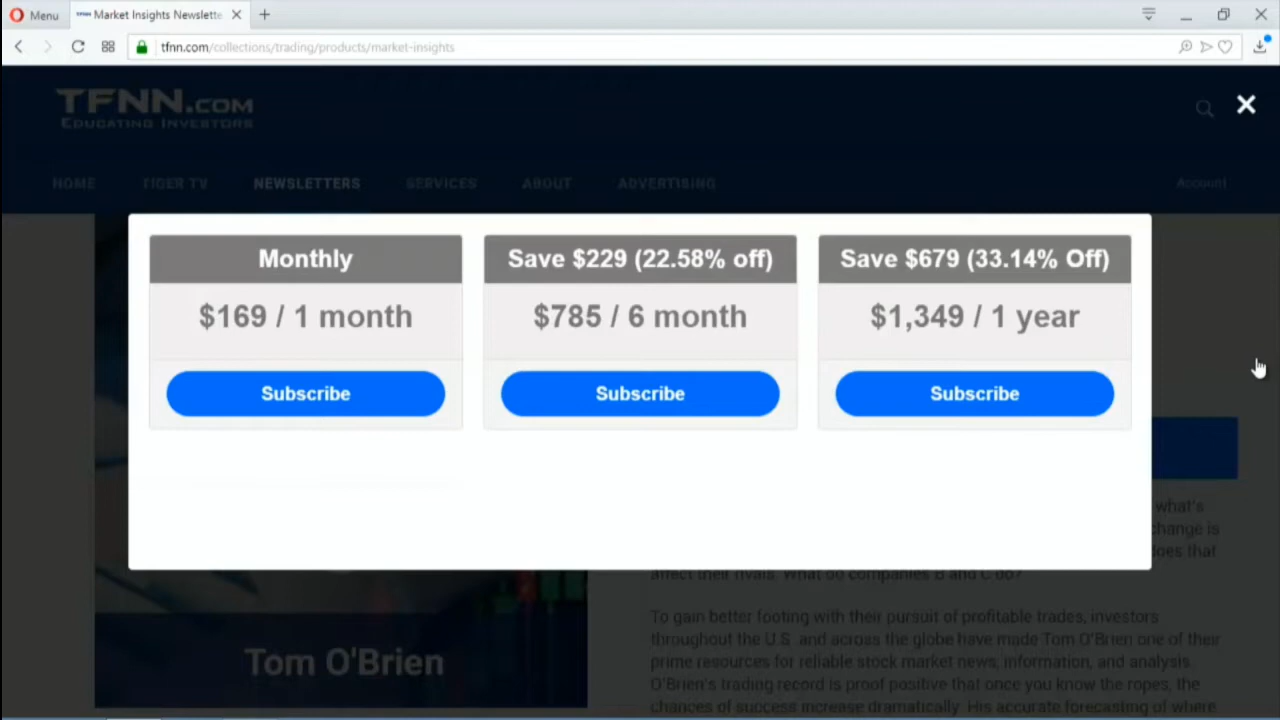 Menu
Market Insights Newslette
tfnn.com/collections/trading/products/market-insights
TFNN.COM
EDUCATING INVESTORS
HOME
TIGER TV
NEWSLETTERS
SERVICES
ABOUT
ADVERTISING
Account
Monthly
$169 / 1 month
Subscribe
Save $229 (22.58% off)
$785 / 6 month
Subscribe
Save $679 (33.14% Off)
$1,349 / 1 year
Subscribe
what's
change is
does that
affect their rivals. What do companies B and C do?
To gain better footing with their pursuit of profitable trades, investors
throughout the U.S. and across the globe have made Tom O'Brien one of their
prime resources for reliable stock market news, information, and analysis.
O'Brien's trading record is proof positive that once you know the ropes, the
chances of success increase dramatically. His accurate forecasting of where
Tom O'Brien